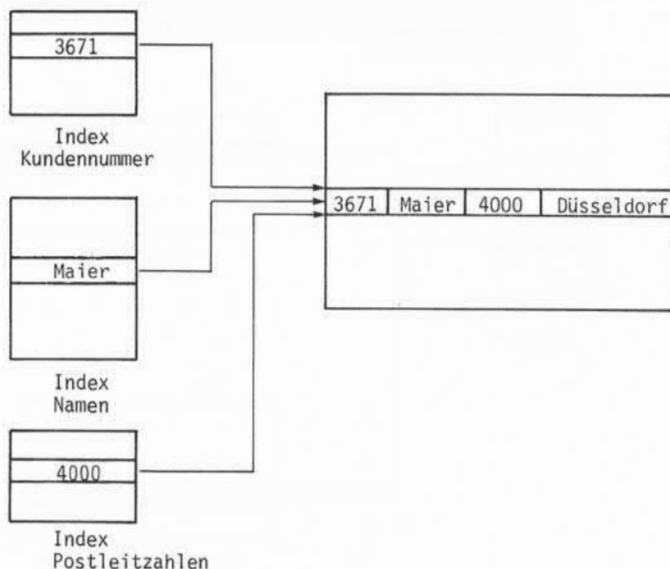 3671
Index
Kundennummer
3671 Maier 4000 Düsseldorf
Maier
Index
Namen
4000
Index
Postleitzahlen